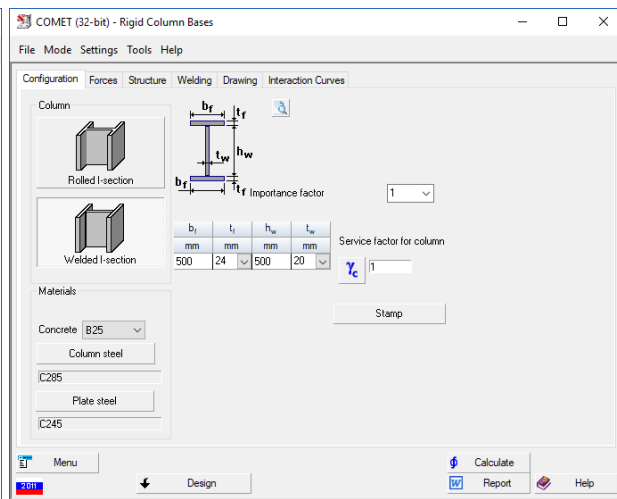 COMET (32-bit) - Rigid Column Bases
File Mode Settings Tools Help
Configuration Forces Structure Welding Drawing Interaction Curves
Column
Rolled I-section
Welded I-section
bf
tf
tw
hw
bf
tf
Importance factor
1
bf tf hw tw
mm mm mm mm
500 24 500 20
Service factor for column
γc 1
Stamp
Materials
Concrete B25
Column steel
C285
Plate steel
C245
Menu
Calculate
2011
Design
Report
Help